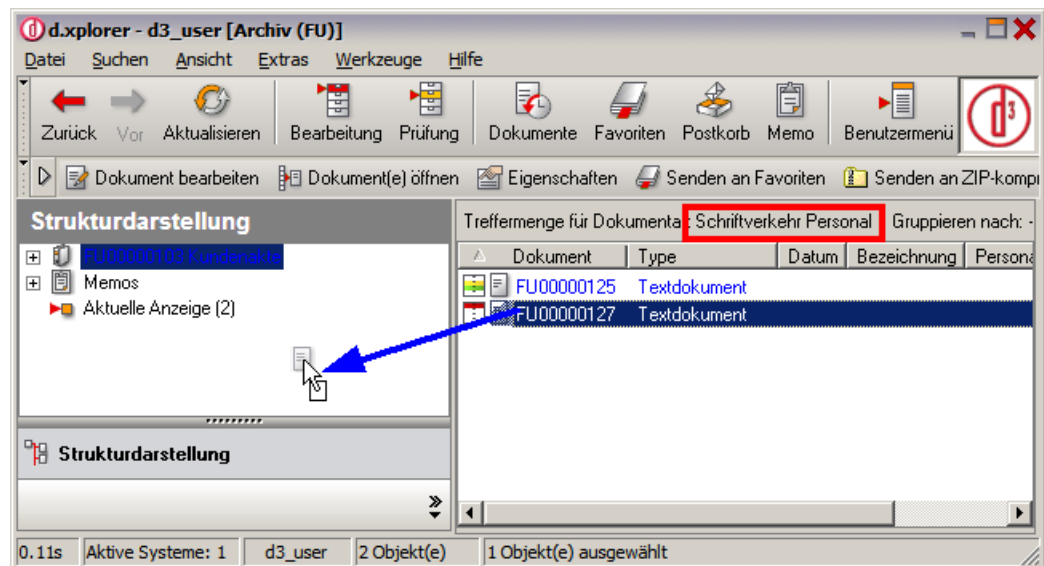 d.xplorer - d3_user [Archiv (FU)]
Datei Suchen Ansicht Extras Werkzeuge Hilfe
Zurück Vor Aktualisieren Bearbeitung Prüfung Dokumente Favoriten Postkorb Memo Benutzermenü d3
Dokument bearbeiten Dokument(e) öffnen Eigenschaften Senden an Favoriten Senden an ZIP-kompr
Strukturdarstellung
Treffermenge für Dokumentar: Schriftverkehr Personal Gruppieren nach: -
FU00000103 Kundenakte
Memos
Aktuelle Anzeige (2)
Dokument Type Datum Bezeichnung Persona
FU00000125 Textdokument
FU00000127 Textdokument
Strukturdarstellung
0.11s Aktive Systeme: 1 d3_user 2 Objekt(e) 1 Objekt(e) ausgewählt